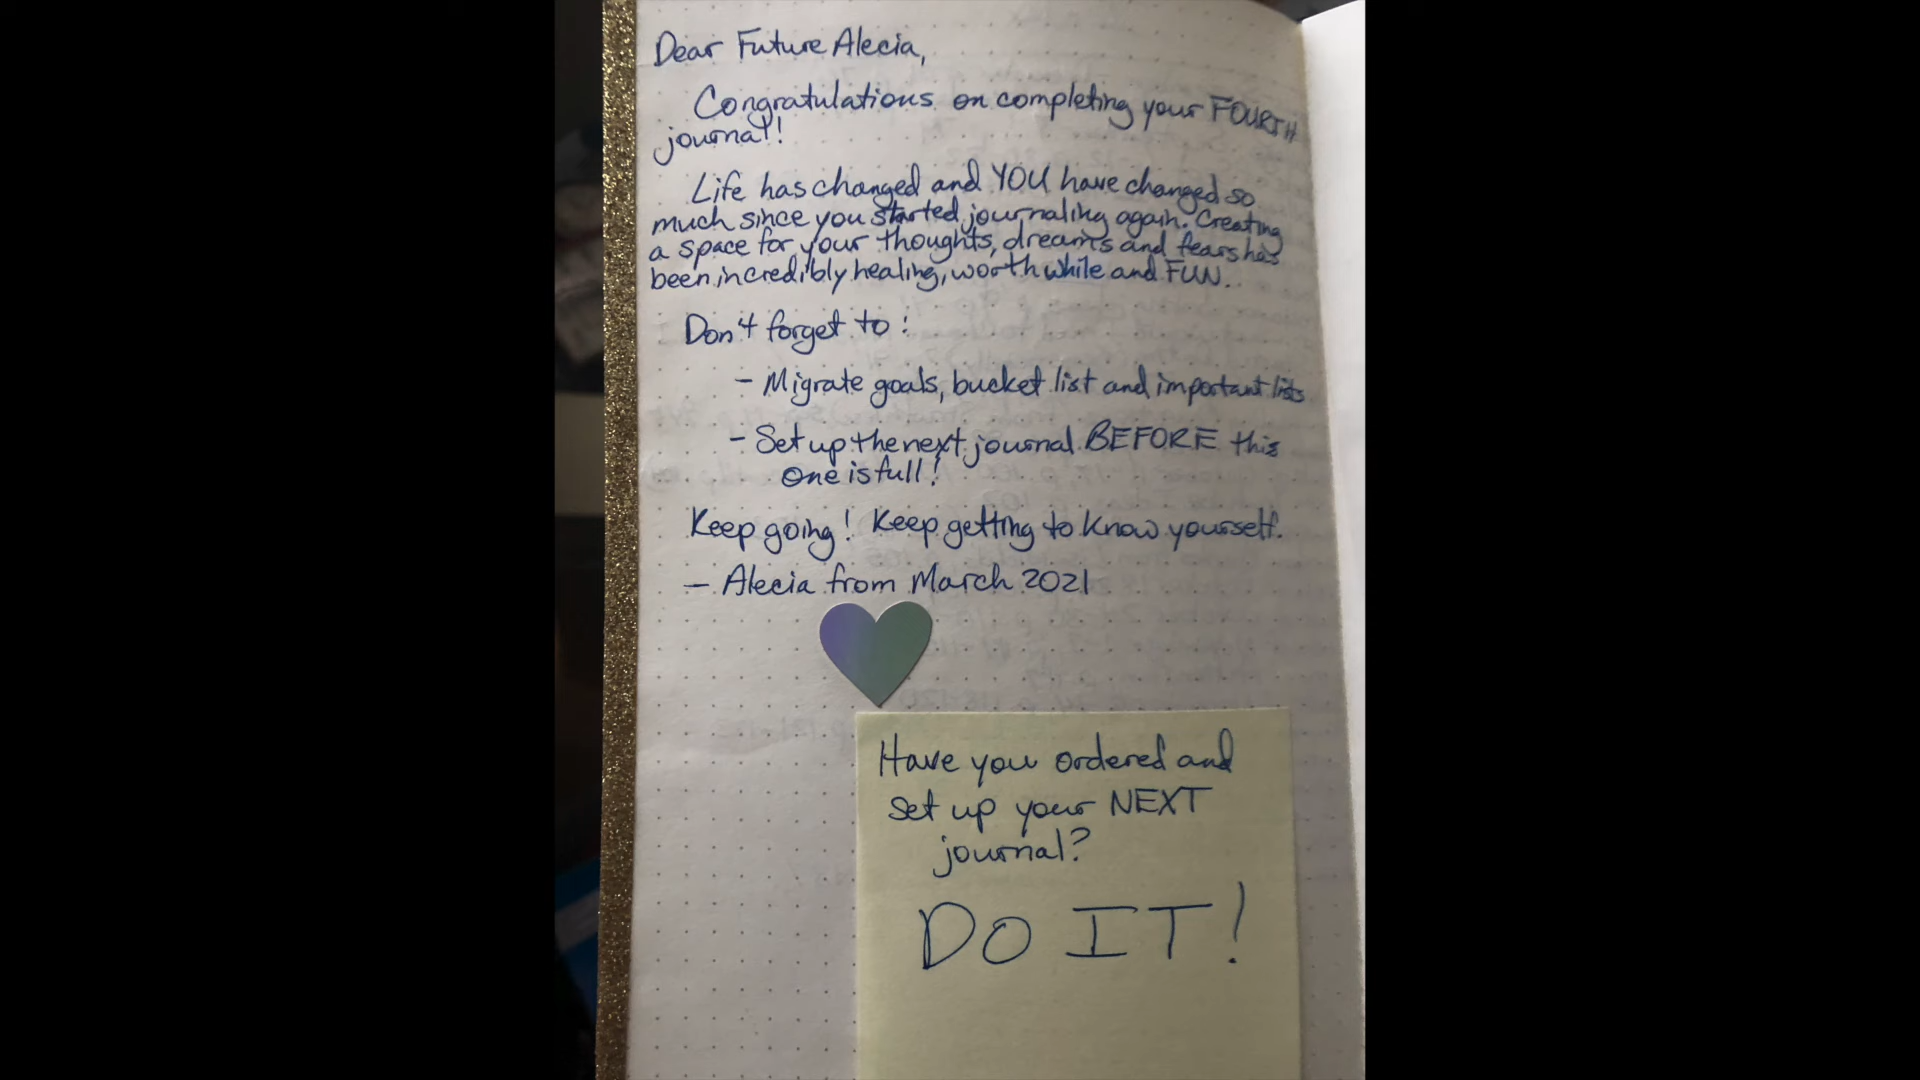 Dear Future Alecia,
Congratulations on completing your FOURTH
journal!
Life has changed and YOU have changed so
much since you started journaling again. Creating
a space for your thoughts, dreams and fears has
been incredibly healing, worth while and FUN.
Don't forget to:
- Migrate goals, bucket list and important lists
- Set up the next journal BEFORE this
one is full!
Keep going! Keep getting to know yourself.
- Alecia from March 2021
Have you ordered and
set up your NEXT
journal?
DO IT!